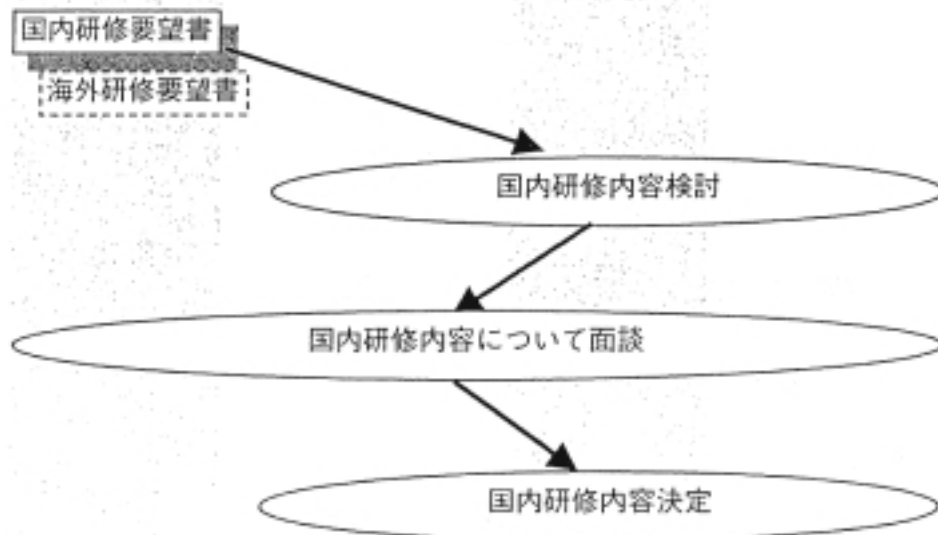 国内研修要望書
海外研修要望書
国内研修内容検討
国内研修内容について面談
国内研修内容決定